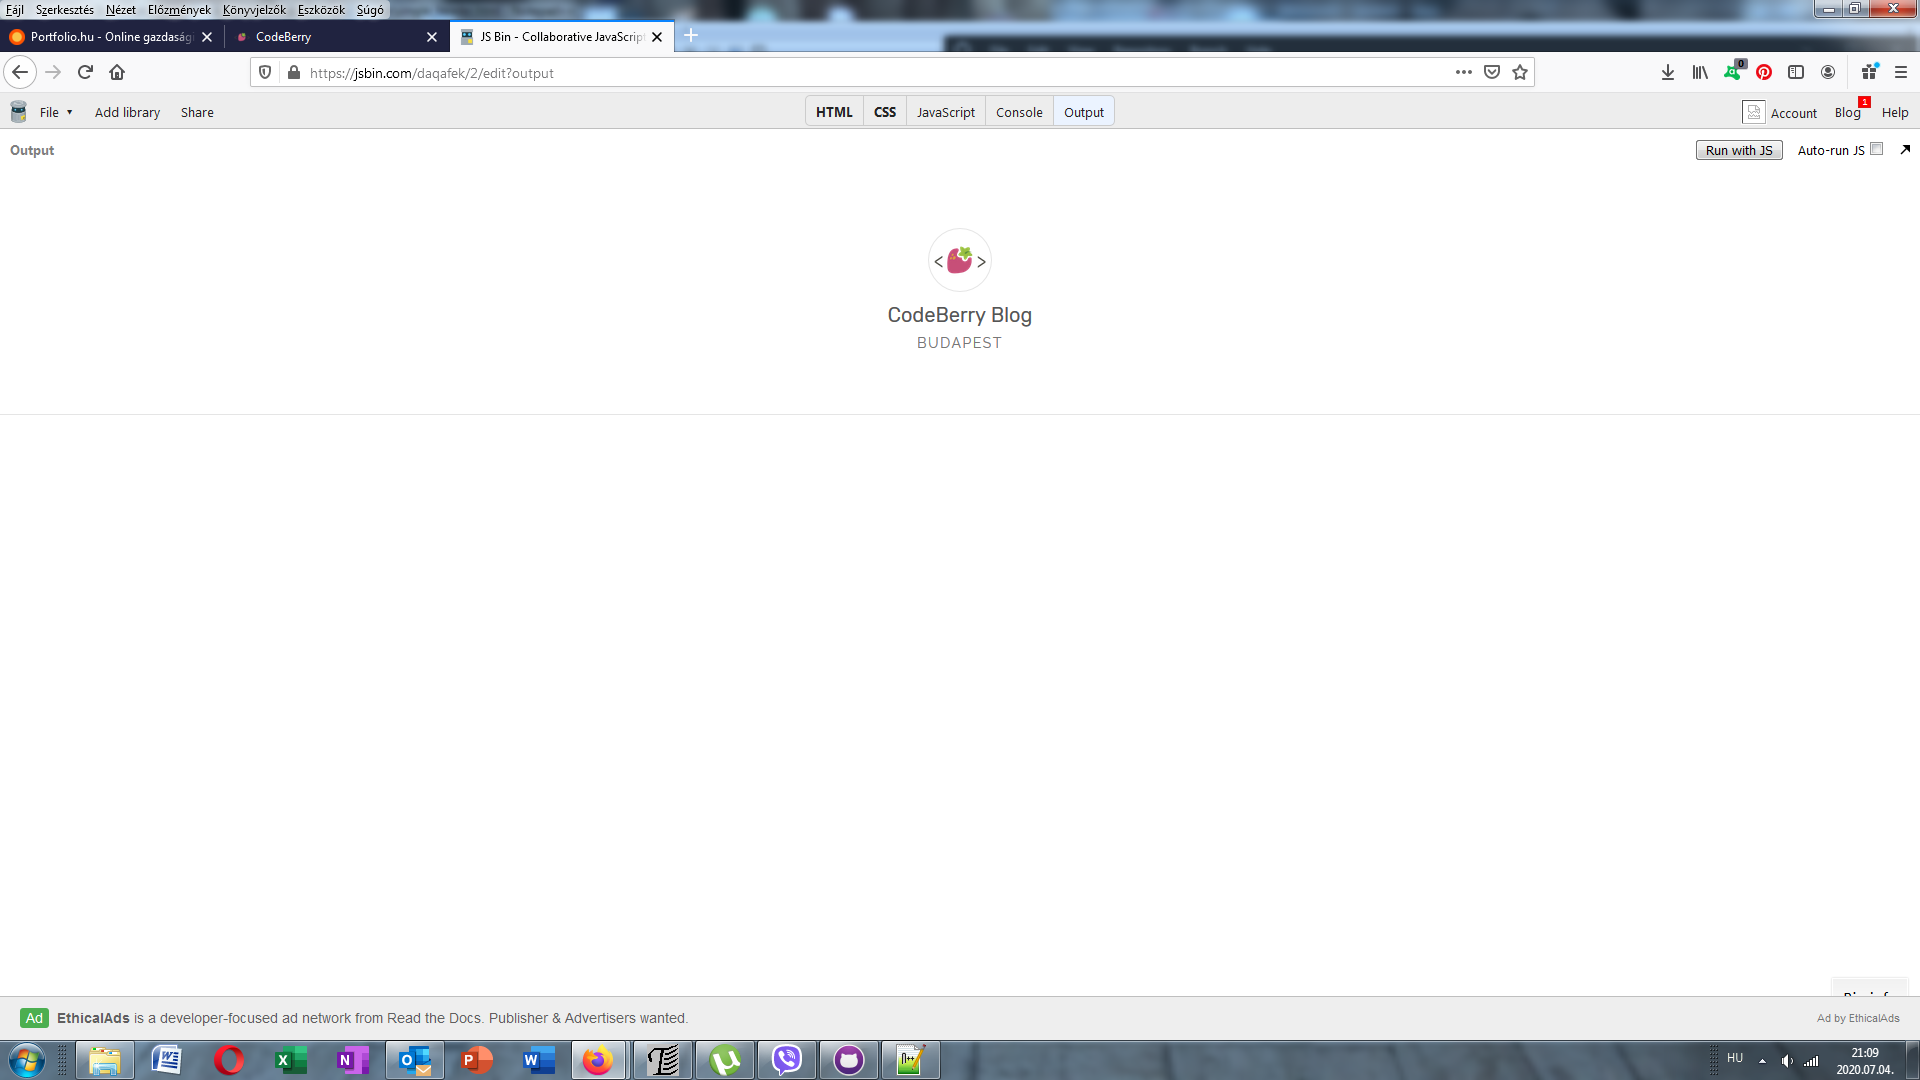 Fájl Szerkesztés Nézet Előzmények Könyvjelzők Eszközök Súgó
Portfolio.hu - Online gazdaság
CodeBerry
JS Bin - Collaborative JavaScript
https://jsbin.com/daqafek/2/edit?output
0
File Add library Share
HTML CSS JavaScript Console Output
Account Blog 1 Help
Output
Run with JS Auto-run JS
< >
CodeBerry Blog
BUDAPEST
Ad EthicalAds is a developer-focused ad network from Read the Docs. Publisher & Advertisers wanted.
Ad by EthicalAds
HU
21:09
2020.07.04.